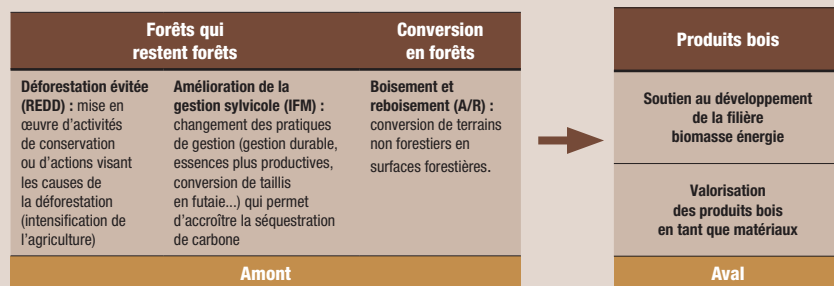 Forêts qui
restent forêts
Conversion
en forêts
Déforestation évitée
(REDD) : mise en
œuvre d'activités
de conservation
ou d'actions visant
les causes de
la déforestation
(intensification de
l'agriculture)
Amélioration de la
gestion sylvicole (IFM) :
changement des pratiques
de gestion (gestion durable,
essences plus productives,
conversion de taillis
en futaie...) qui permet
d'accroître la séquestration
de carbone
Boisement et
reboisement (A/R) :
conversion de terrains
non forestiers en
surfaces forestières.
Amont
Produits bois
Soutien au développement
de la filière
biomasse énergie
Valorisation
des produits bois
en tant que matériaux
Aval